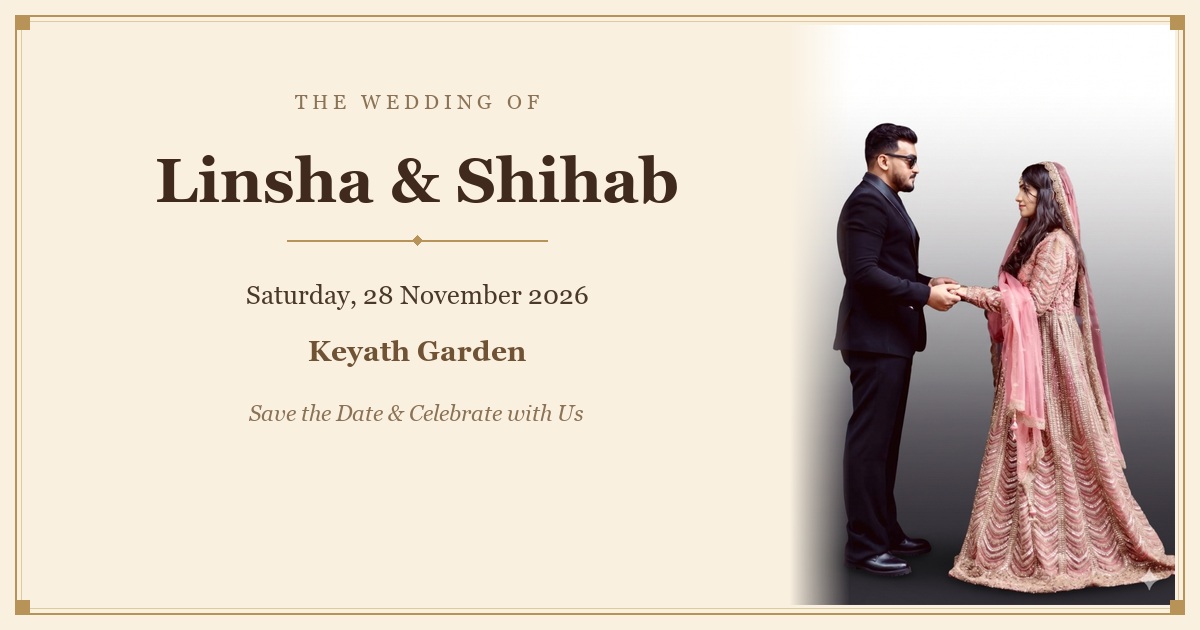 THE WEDDING OF
Linsha & Shihab
Saturday, 28 November 2026
Keyath Garden
Save the Date & Celebrate with Us